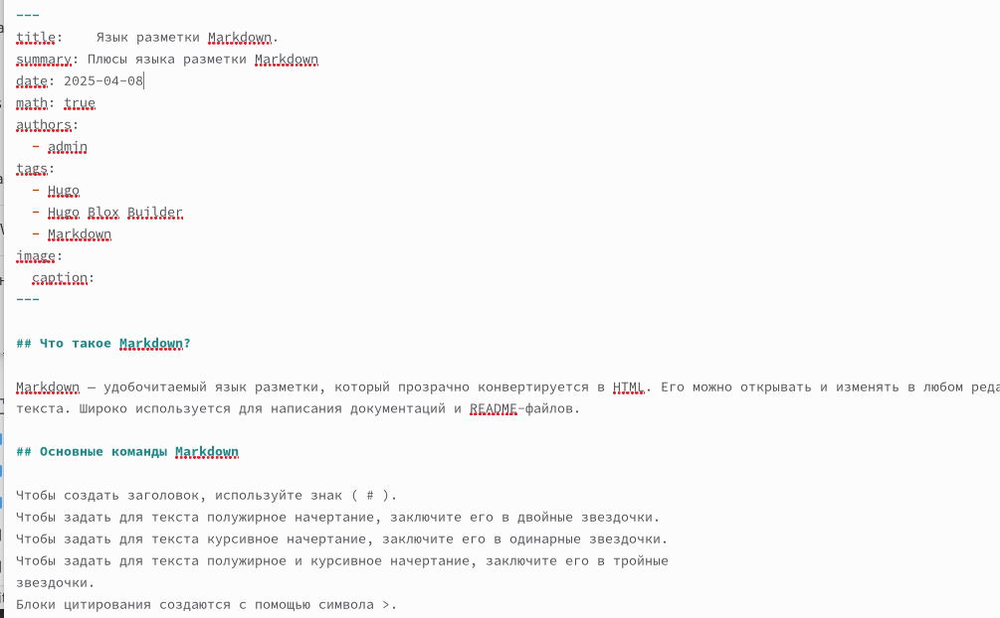 ---
title:    Язык разметки Markdown.
summary: Плюсы языка разметки Markdown
date: 2025-04-08
math: true
authors:
  - admin
tags:
  - Hugo
  - Hugo Blox Builder
  - Markdown
image:
  caption:
---
## Что такое Markdown?
Markdown — удобочитаемый язык разметки, который прозрачно конвертируется в HTML. Его можно открывать и изменять в любом
текста. Широко используется для написания документаций и README-файлов.
## Основные команды Markdown
Чтобы создать заголовок, используйте знак ( # ).
Чтобы задать для текста полужирное начертание, заключите его в двойные звездочки.
Чтобы задать для текста курсивное начертание, заключите его в одинарные звездочки.
Чтобы задать для текста полужирное и курсивное начертание, заключите его в тройные
звездочки.
Блоки цитирования создаются с помощью символа >.